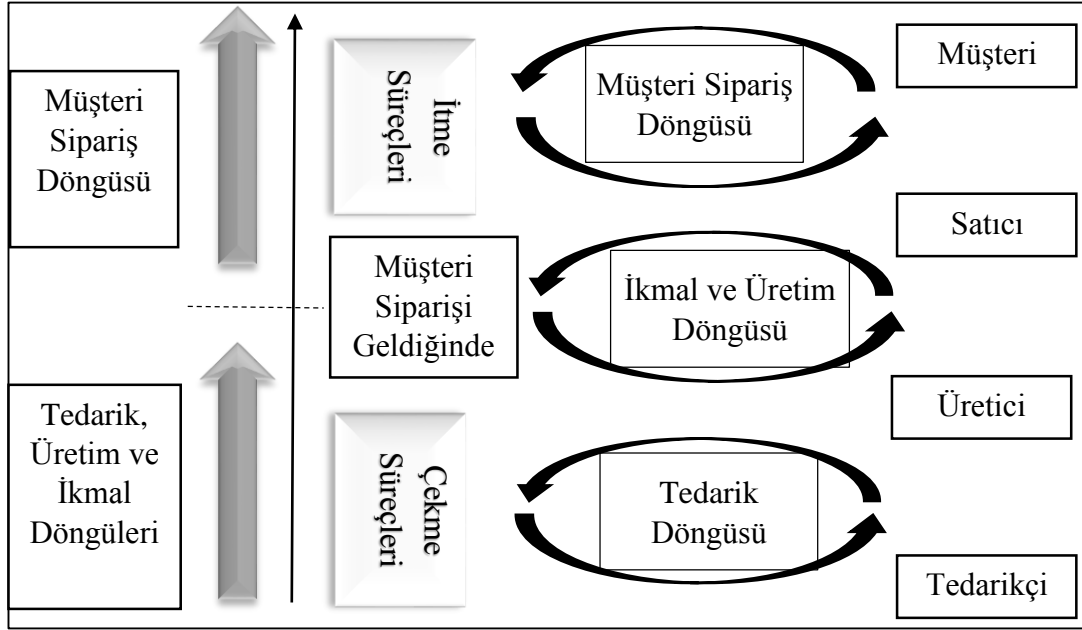 Müşteri
Sipariş
Döngüsü
Tedarik,
Üretim ve
İkmal
Döngüleri
İtme
Süreçleri
Müşteri
Siparişi
Geldiğinde
Çekme
Süreçleri
Müşteri Sipariş
Döngüsü
İkmal ve Üretim
Döngüsü
Tedarik
Döngüsü
Müşteri
Satıcı
Üretici
Tedarikçi